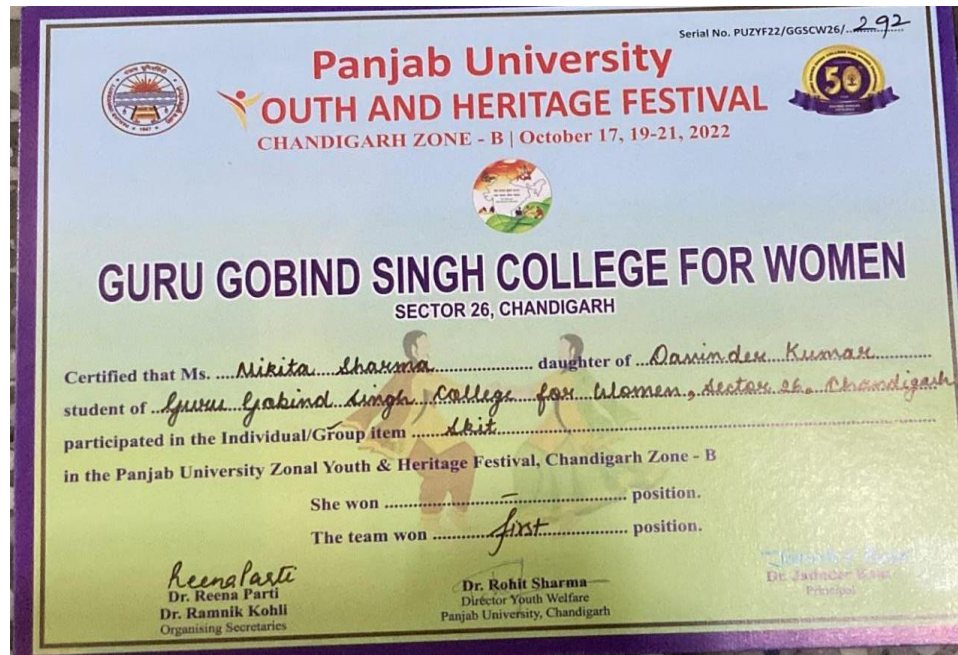 Serial No. PUZYF22/GGSCW26/..292
Panjab University
YOUTH AND HERITAGE FESTIVAL
CHANDIGARH ZONE - B | October 17, 19-21, 2022
50
GURU GOBIND SINGH COLLEGE FOR WOMEN
SECTOR 26, CHANDIGARH
Certified that Ms. ....Nikita Sharma.................. daughter of ...Davinder Kumar............
student of ..Guru Gobind Singh College for Women, Sector 26, Chandigarh
participated in the Individual/Group item ......Skit............
in the Panjab University Zonal Youth & Heritage Festival, Chandigarh Zone - B
She won ..............–.............. position.
The team won ............first............ position.
Reena Parti
Dr. Reena Parti
Dr. Ramnik Kohli
Organising Secretaries
Dr. Rohit Sharma
Director Youth Welfare
Panjab University, Chandigarh
Dr. Jatinder Kaur
Principal